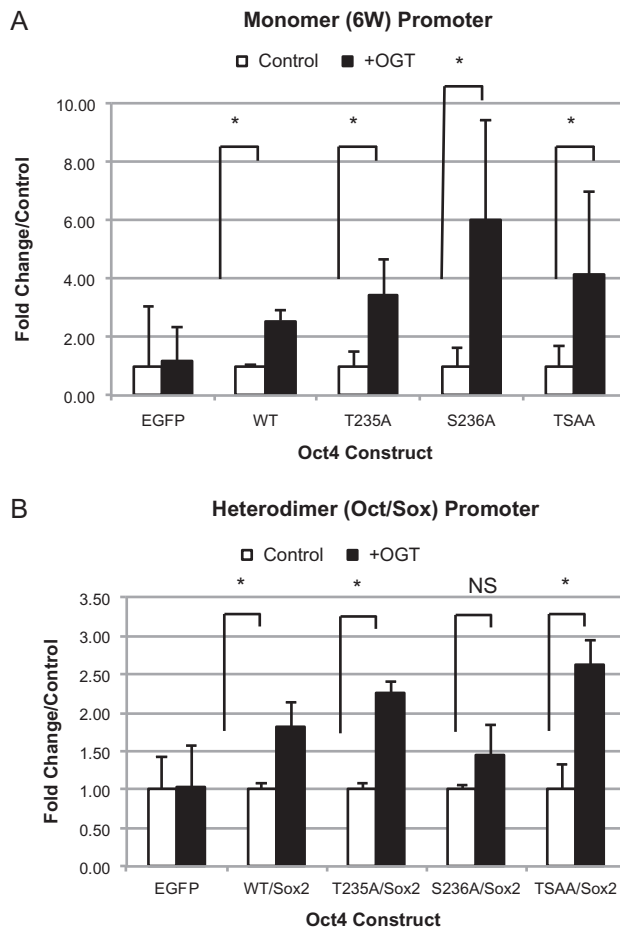 A
Monomer (6W) Promoter
Control +OGT
*
* * *
10.00
8.00
6.00
4.00
2.00
0.00
Fold Change/Control
EGFP WT T235A S236A TSAA
Oct4 Construct
B
Heterodimer (Oct/Sox) Promoter
Control +OGT
* * NS *
3.50
3.00
2.50
2.00
1.50
1.00
0.50
0.00
Fold Change/Control
EGFP WT/Sox2 T235A/Sox2 S236A/Sox2 TSAA/Sox2
Oct4 Construct